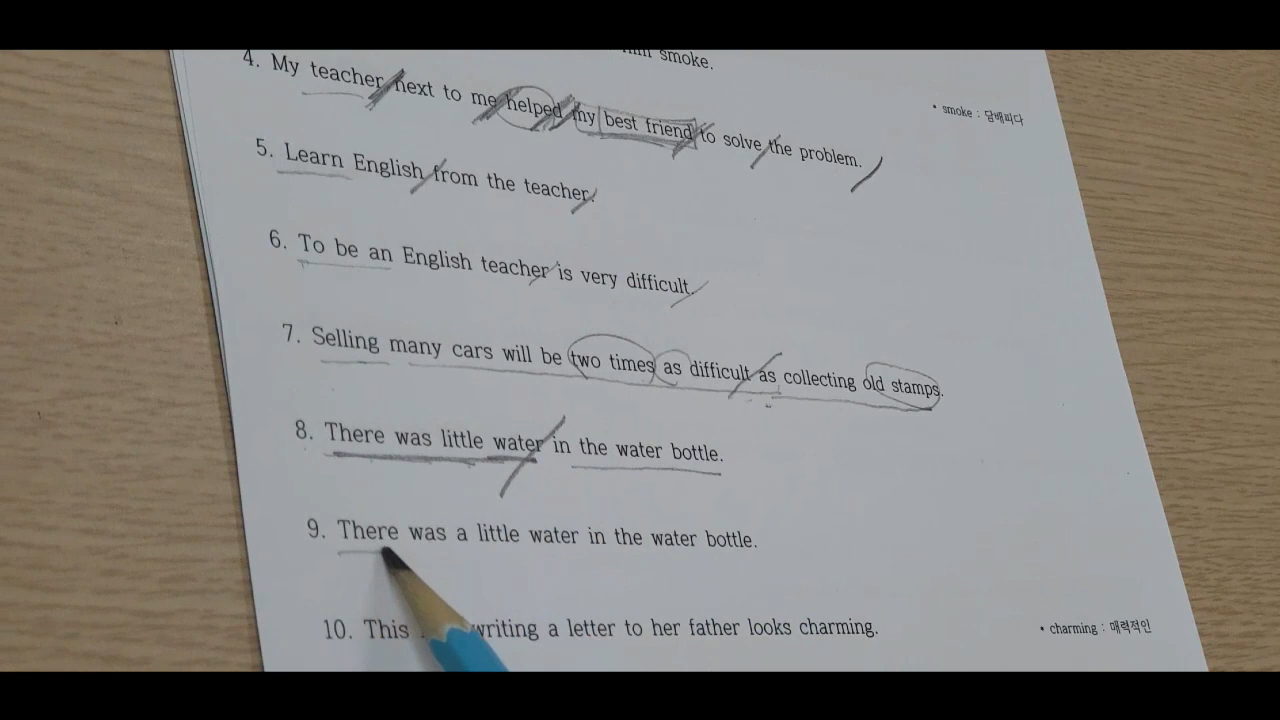 him smoke.
• smoke : 담배피다
4. My teacher next to me helped my best friend to solve the problem.
5. Learn English from the teacher.
6. To be an English teacher is very difficult.
7. Selling many cars will be two times as difficult as collecting old stamps.
8. There was little water in the water bottle.
9. There was a little water in the water bottle.
10. This writing a letter to her father looks charming.
• charming : 매력적인